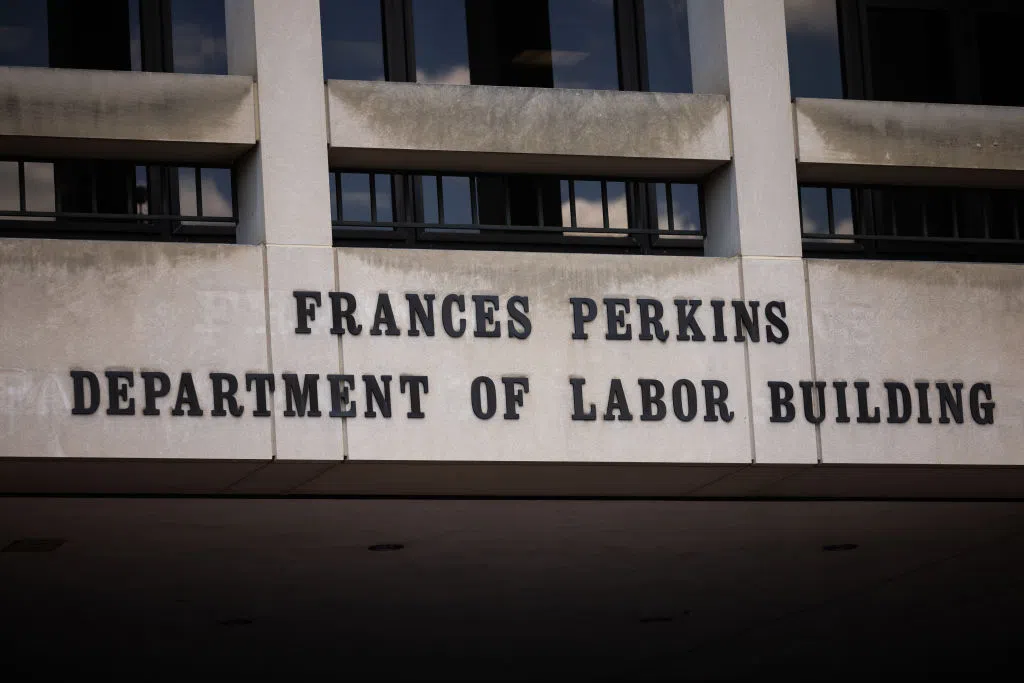 FRANCES PERKINS
DEPARTMENT OF LABOR BUILDING